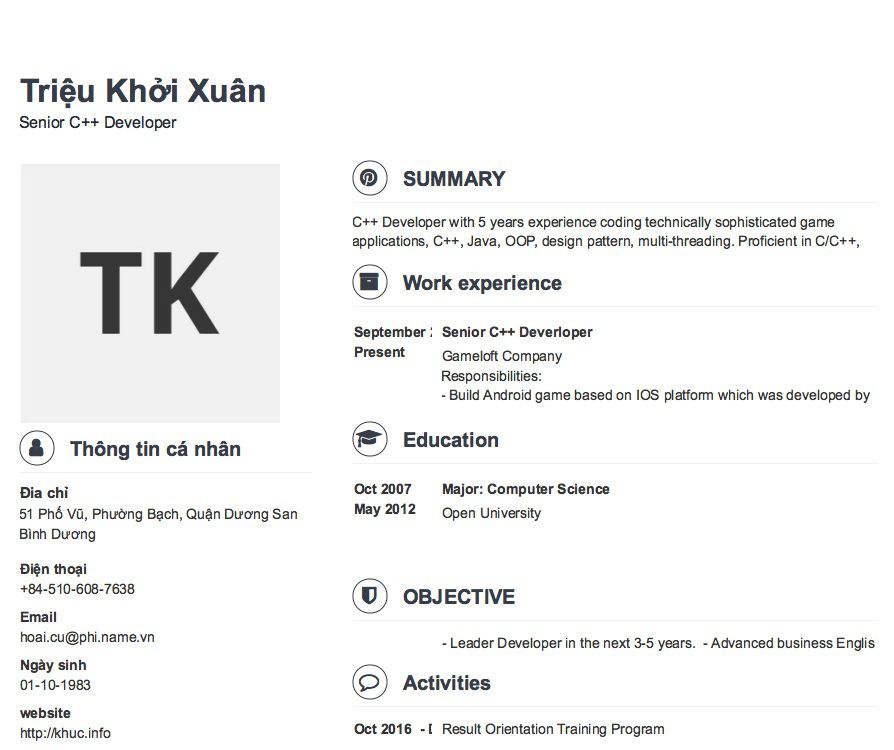 Triệu Khởi Xuân
Senior C++ Developer
TK
Thông tin cá nhân
Đia chỉ
51 Phố Vũ, Phường Bạch, Quận Dương San
Bình Dương
Điện thoại
+84-510-608-7638
Email
hoai.cu@phi.name.vn
Ngày sinh
01-10-1983
website
http://khuc.info
SUMMARY
C++ Developer with 5 years experience coding technically sophisticated game
applications, C++, Java, OOP, design pattern, multi-threading. Proficient in C/C++,
Work experience
September Senior C++ Deverloper
Present
Gameloft Company
Responsibilities:
- Build Android game based on IOS platform which was developed by
Education
Oct 2007 Major: Computer Science
May 2012 Open University
OBJECTIVE
- Leader Developer in the next 3-5 years. - Advanced business Englis
Activities
Oct 2016 - Result Orientation Training Program